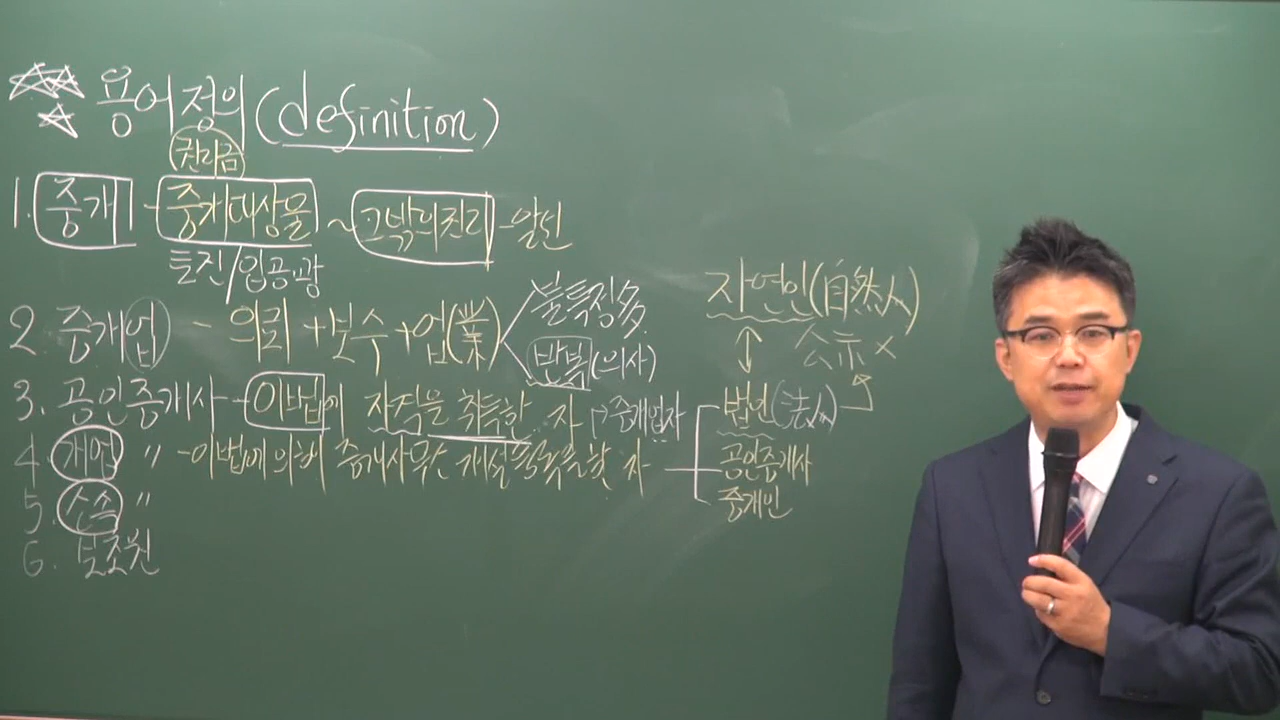 용어정의(definition)
권리금
1. 중개 - 중개대상물 ~ 그밖의권리 - 알선
토건/입공·광
2. 중개업 - 의뢰+보수+업(業) 불특정多
반복(의사)
3. 공인중개사 - 이법에 자격을 취득한 자 → 중개업자
4 개업 〃 - 이법에 의해 중개사무소 개설등록을 한 자
5. 소속 〃
6. 보조원
자연인(自然人)
↕ 公示 ×
법인(法人)
공인중개사
중개인